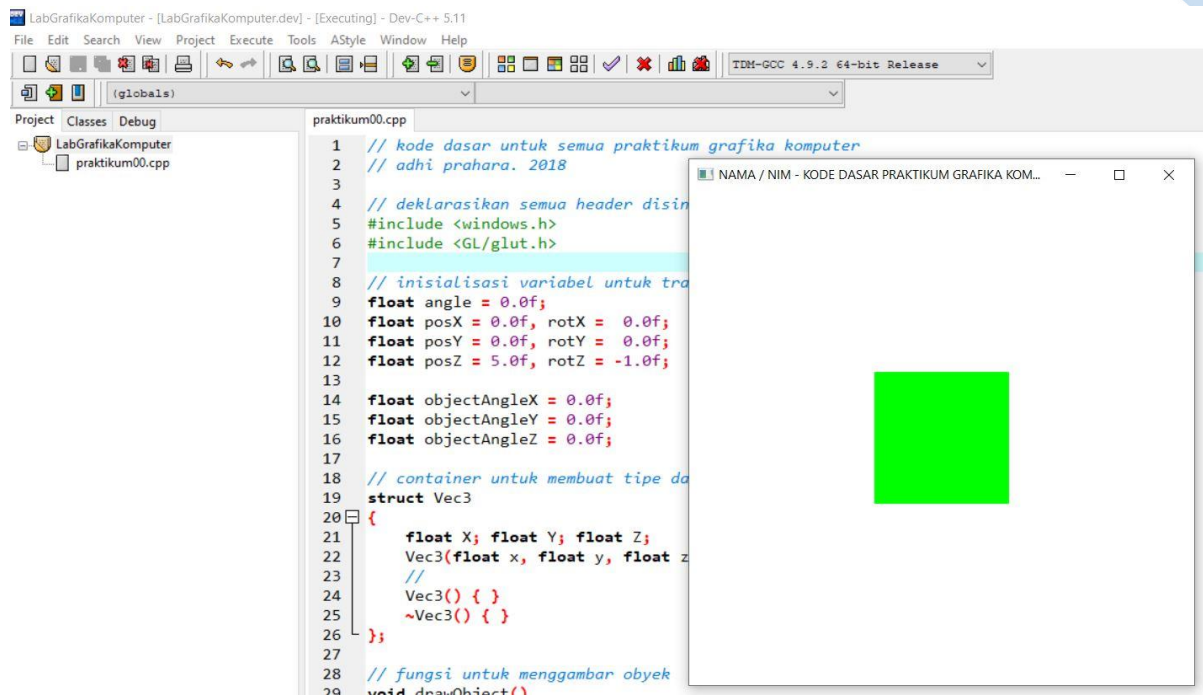 LabGrafikaKomputer - [LabGrafikaKomputer.dev] - [Executing] - Dev-C++ 5.11
File Edit Search View Project Execute Tools AStyle Window Help
TDM-GCC 4.9.2 64-bit Release
(globals)
Project Classes Debug
LabGrafikaKomputer
praktikum00.cpp
praktikum00.cpp
1 // kode dasar untuk semua praktikum grafika komputer
2 // adhi prahara. 2018
3
4 // deklarasikan semua header disin
5 #include <windows.h>
6 #include <GL/glut.h>
7
8 // inisialisasi variabel untuk tra
9 float angle = 0.0f;
10 float posX = 0.0f, rotX =  0.0f;
11 float posY = 0.0f, rotY =  0.0f;
12 float posZ = 5.0f, rotZ = -1.0f;
13
14 float objectAngleX = 0.0f;
15 float objectAngleY = 0.0f;
16 float objectAngleZ = 0.0f;
17
18 // container untuk membuat tipe da
19 struct Vec3
20 {
21 float X; float Y; float Z;
22 Vec3(float x, float y, float z
23 //
24 Vec3() { }
25 ~Vec3() { }
26 };
27
28 // fungsi untuk menggambar obyek
29 void drawObject()
NAMA / NIM - KODE DASAR PRAKTIKUM GRAFIKA KOM...